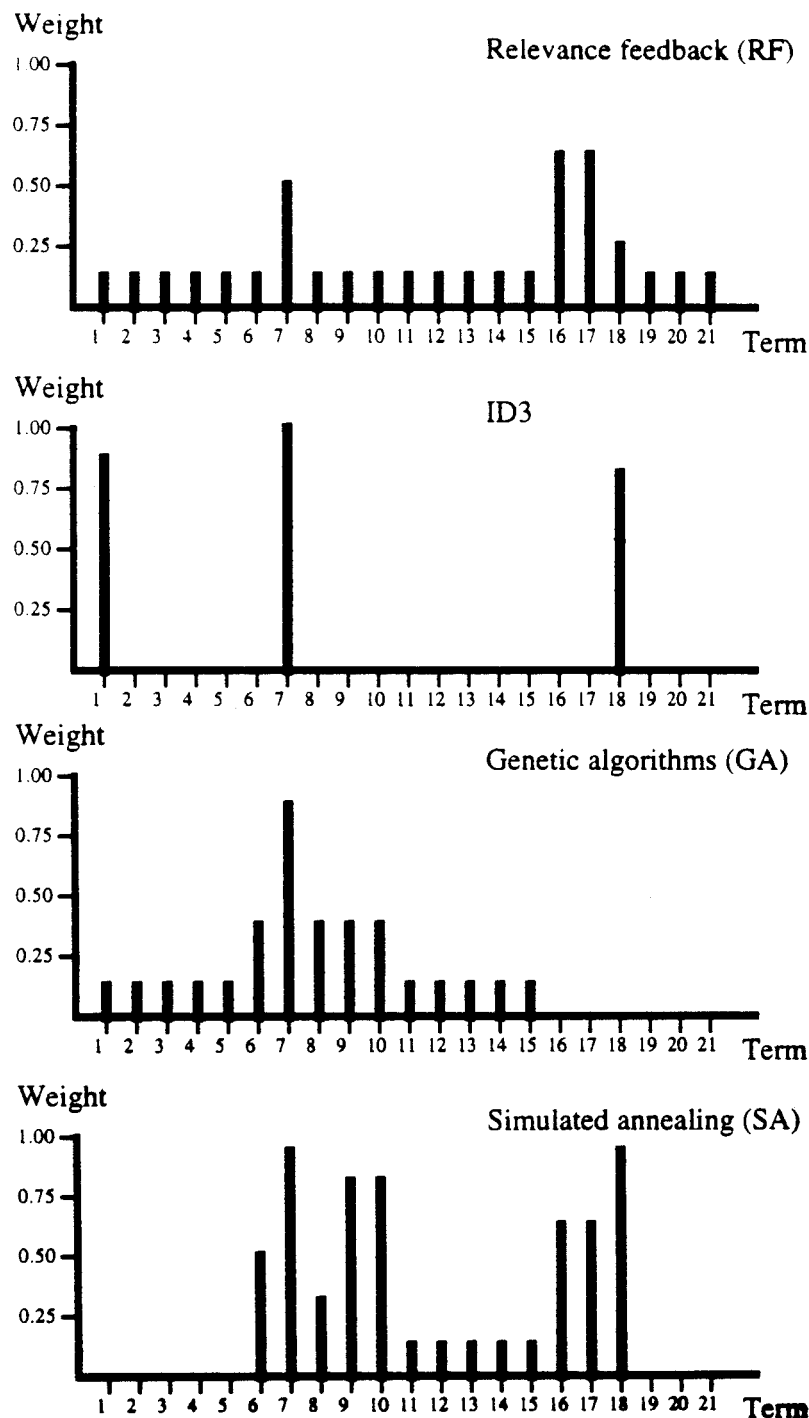 Weight
Relevance feedback (RF)
1.00
0.75
0.50
0.25
1 2 3 4 5 6 7 8 9 10 11 12 13 14 15 16 17 18 19 20 21 Term
Weight
ID3
1.00
0.75
0.50
0.25
1 2 3 4 5 6 7 8 9 10 11 12 13 14 15 16 17 18 19 20 21 Term
Weight
Genetic algorithms (GA)
1.00
0.75
0.50
0.25
1 2 3 4 5 6 7 8 9 10 11 12 13 14 15 16 17 18 19 20 21 Term
Weight
Simulated annealing (SA)
1.00
0.75
0.50
0.25
1 2 3 4 5 6 7 8 9 10 11 12 13 14 15 16 17 18 19 20 21 Term